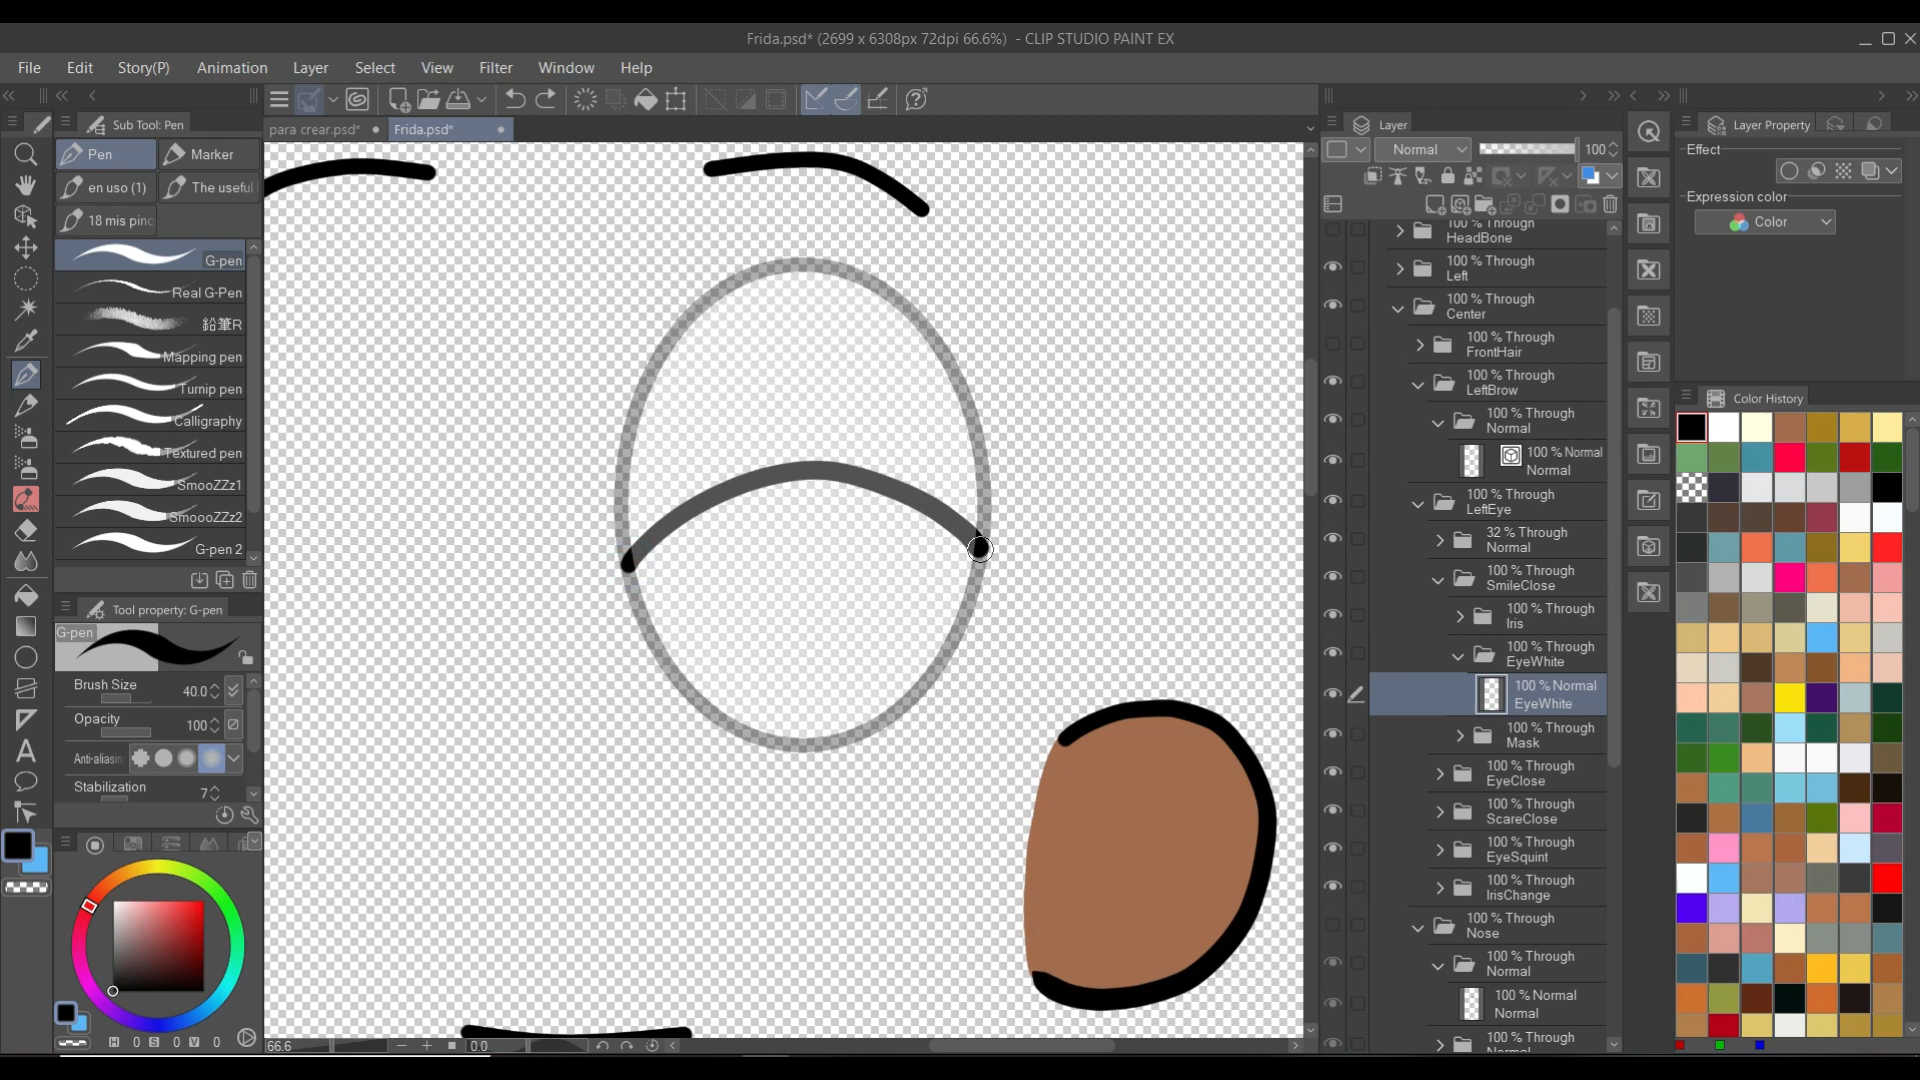 Frida.psd* (2699 x 6308px 72dpi 66.6%) - CLIP STUDIO PAINT EX
File Edit Story(P) Animation Layer Select View Filter Window Help
Sub Tool: Pen
para crear.psd*
Frida.psd*
Layer
Layer Property
Pen
Marker
en uso (1)
The useful
18 mis pinc
G-pen
Real G-Pen
鉛筆R
Mapping pen
Turnip pen
Calligraphy
Textured pen
SmooZZz1
SmoooZZz2
G-pen 2
Tool property: G-pen
G-pen
Brush Size 40.0
Opacity 100
Anti-aliasin
Stabilization 7
H 0 S 0 V 0
66.6
0.0
Normal 100
100 % Through
HeadBone
100 % Through
Left
100 % Through
Center
100 % Through
FrontHair
100 % Through
LeftBrow
100 % Through
Normal
100 % Normal
Normal
100 % Through
LeftEye
32 % Through
Normal
100 % Through
SmileClose
100 % Through
Iris
100 % Through
EyeWhite
100 % Normal
EyeWhite
100 % Through
Mask
100 % Through
EyeClose
100 % Through
ScareClose
100 % Through
EyeSquint
100 % Through
IrisChange
100 % Through
Nose
100 % Through
Normal
100 % Normal
Normal
100 % Through
Normal
Effect
Expression color
Color
Color History